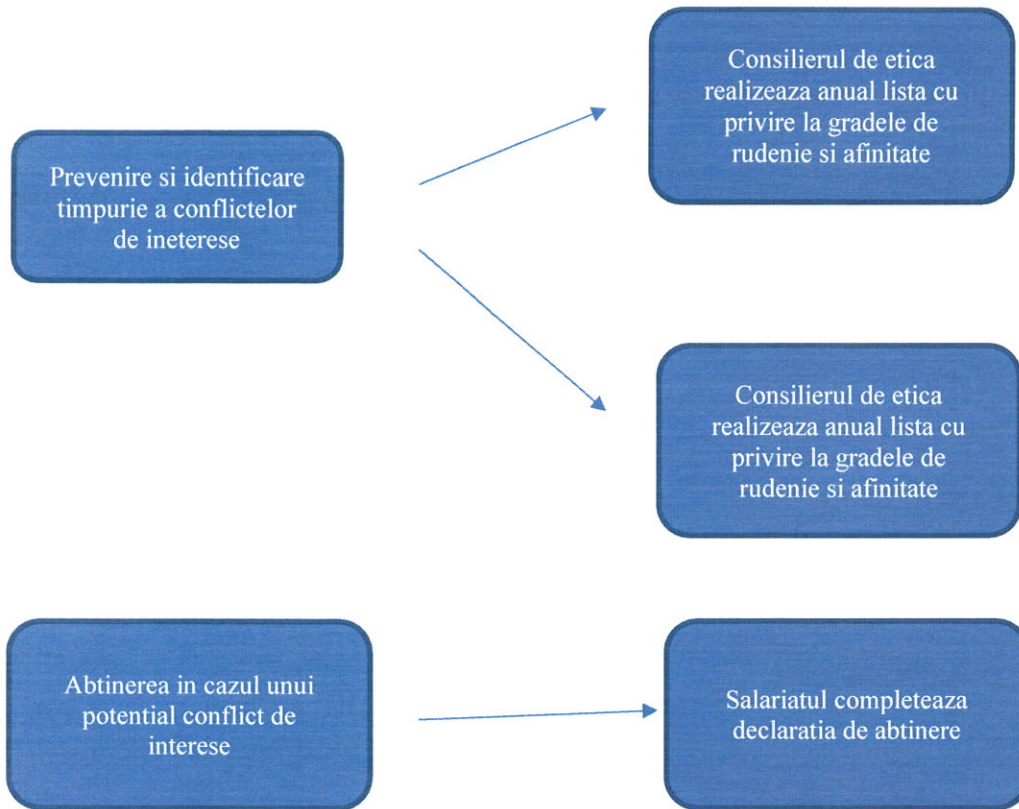 Consilierul de etica
realizeaza anual lista cu
privire la gradele de
rudenie si afinitate
Prevenire si identificare
timpurie a conflictelor
de ineterese
Consilierul de etica
realizeaza anual lista cu
privire la gradele de
rudenie si afinitate
Abtinerea in cazul unui
potential conflict de
interese
Salariatul completeaza
declaratia de abtinere